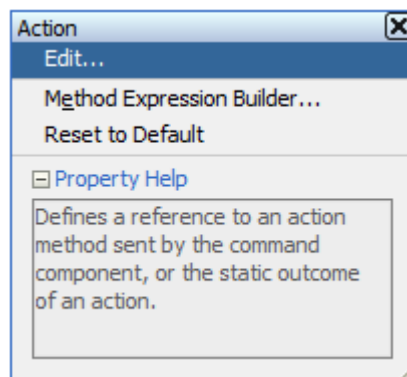 Action
Edit...
Method Expression Builder...
Reset to Default
Property Help
Defines a reference to an action
method sent by the command
component, or the static outcome
of an action.